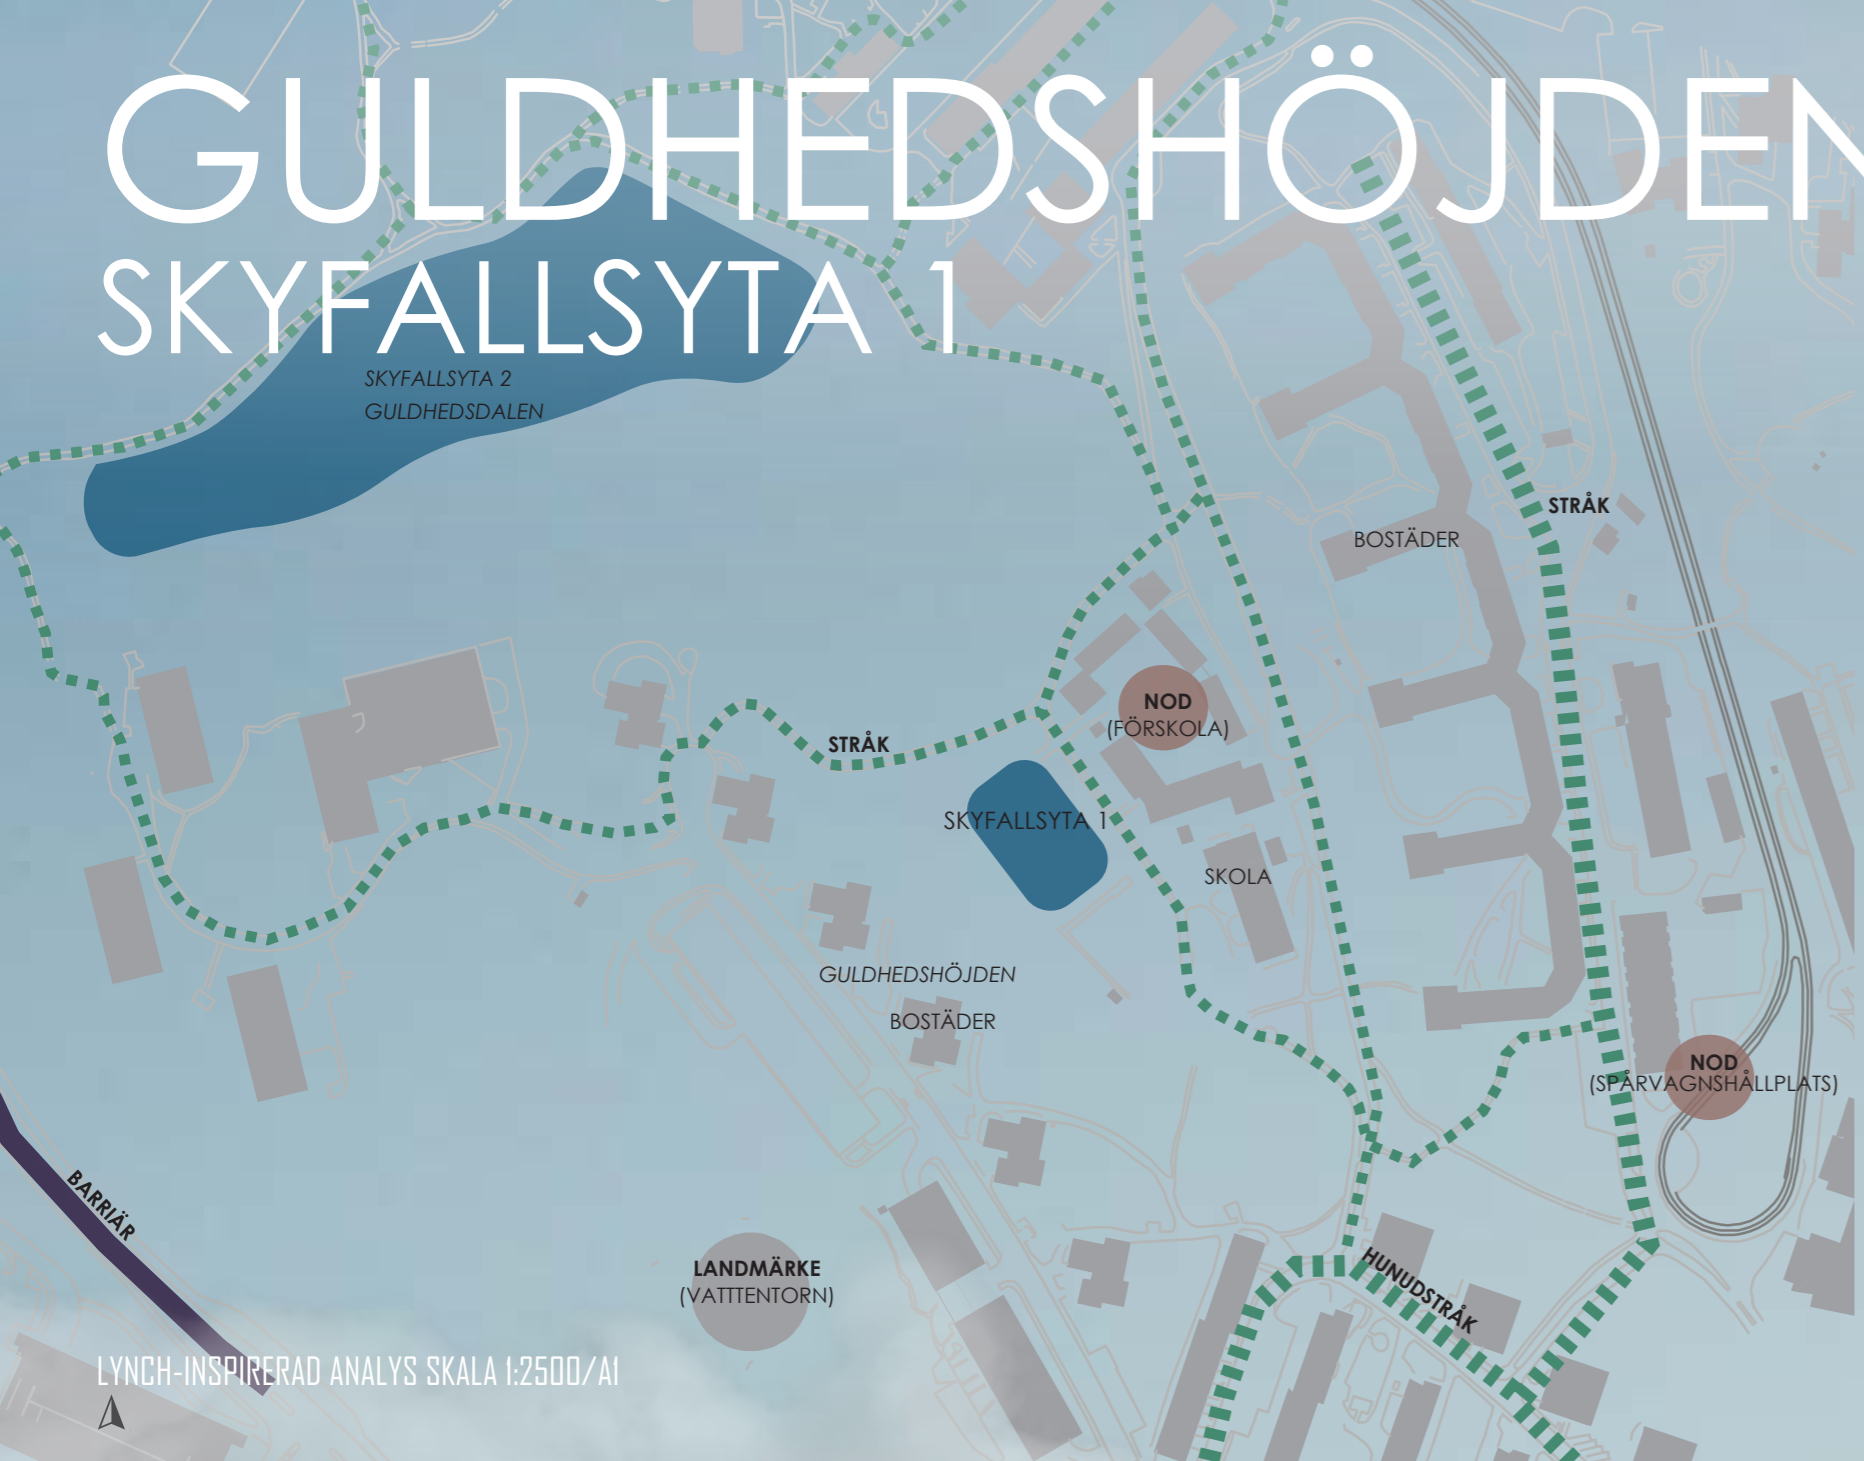 GULDHEDSHÖJDEN
SKYFALLSYTA 1
SKYFALLSYTA 2
GULDHEDSDALEN
STRÅK
BOSTÄDER
NOD
(FÖRSKOLA)
STRÅK
SKYFALLSYTA 1
SKOLA
GULDHEDSHÖJDEN
BOSTÄDER
NOD
(SPÅRVAGNSHÅLLPLATS)
BARRIÄR
LANDMÄRKE
(VATTTENTORN)
HUNUDSTRÅK
LYNCH-INSPIRERAD ANALYS SKALA 1:2500/A1